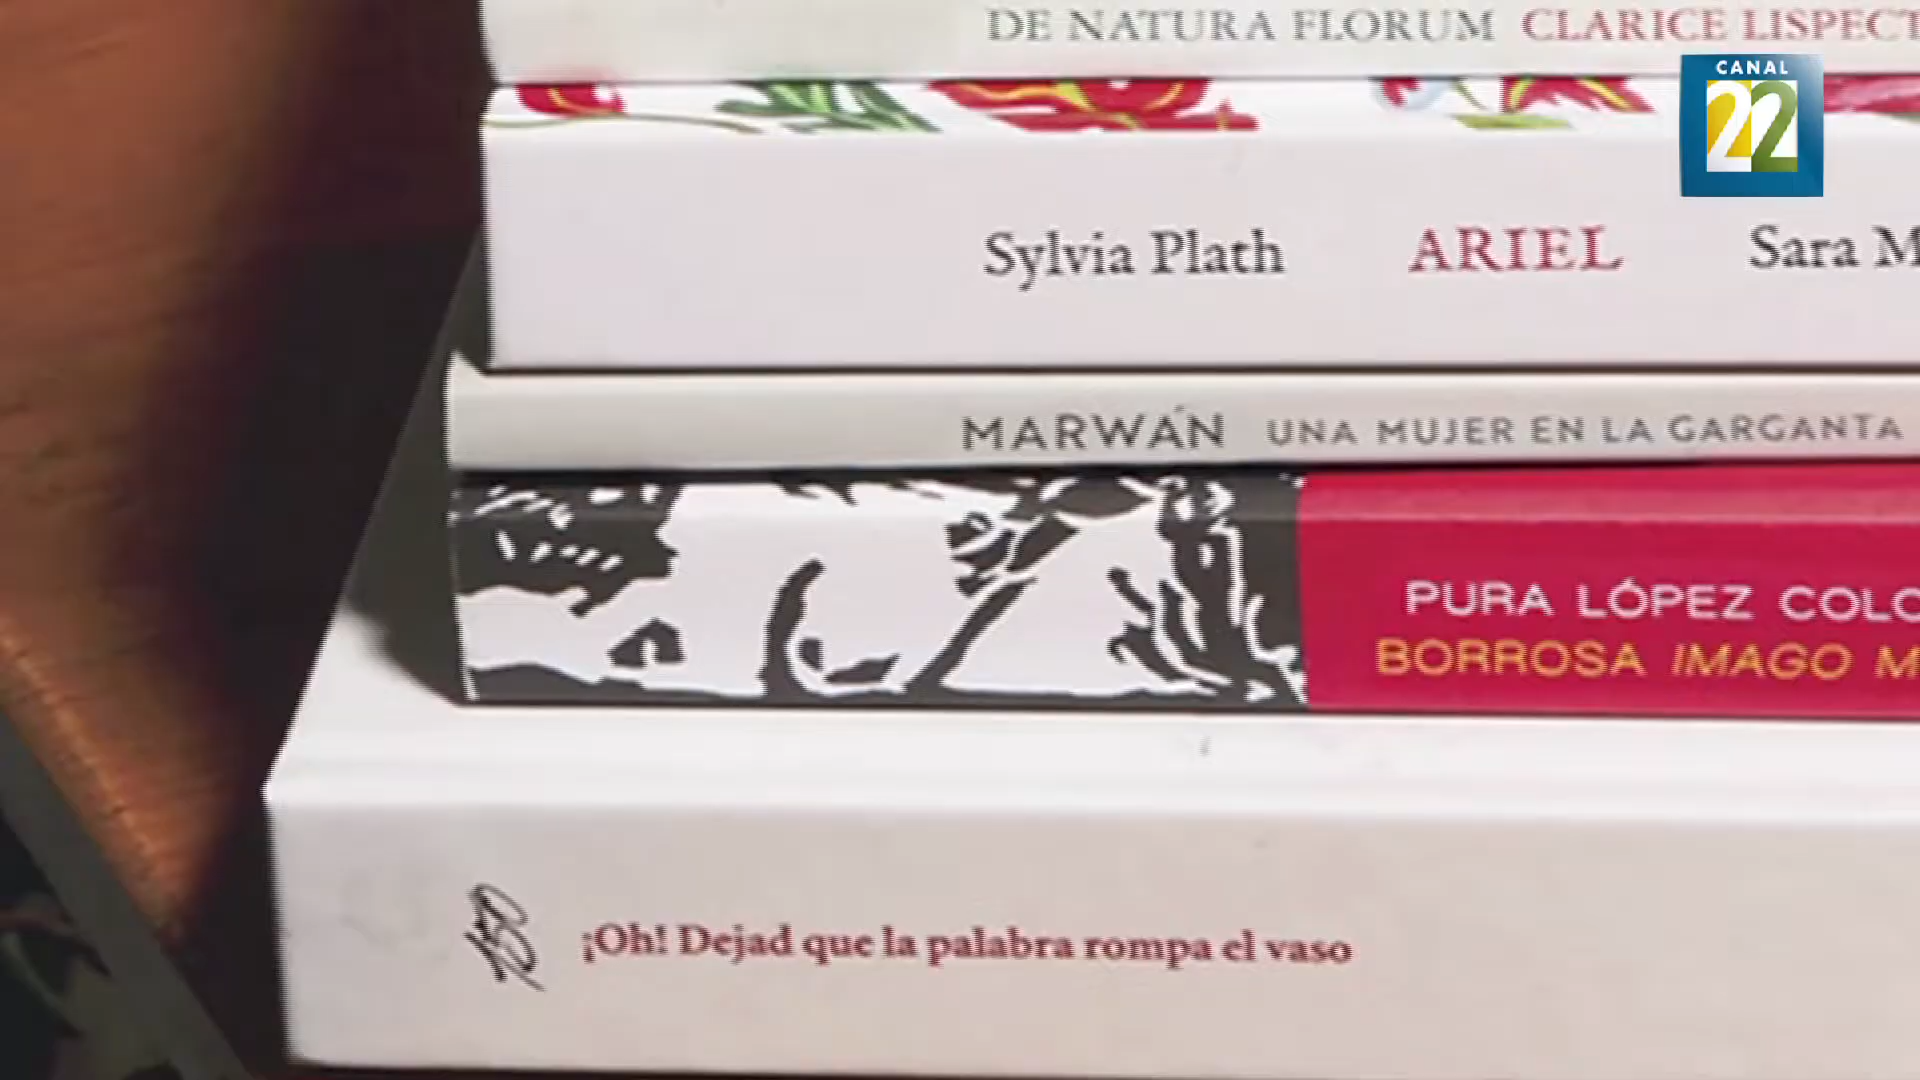 DE NATURA FLORUM CLARICE LISPECT
CANAL
22
Sylvia Plath ARIEL Sara M
MARWÁN UNA MUJER EN LA GARGANTA
PURA LÓPEZ COLO
BORROSA IMAGO M
¡Oh! Dejad que la palabra rompa el vaso